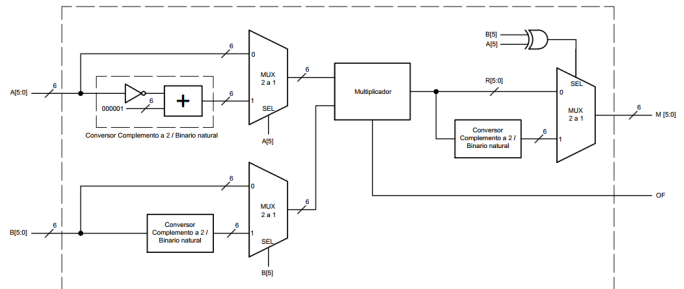 B[5]
A[5]
6
0
6
MUX
2 a 1
SEL
1
A[5]
6
A[5:0]
6
000001
6
+
6
Conversor Complemento a 2 / Binario natural
Multiplicador
R[5:0]
6
0
SEL
MUX
2 a 1
1
6
M [5:0]
Conversor
Complemento a 2 /
Binario natural
6
OF
6
0
MUX
2 a 1
SEL
1
6
B[5:0]
6
Conversor
Complemento a 2 /
Binario natural
6
B[5]